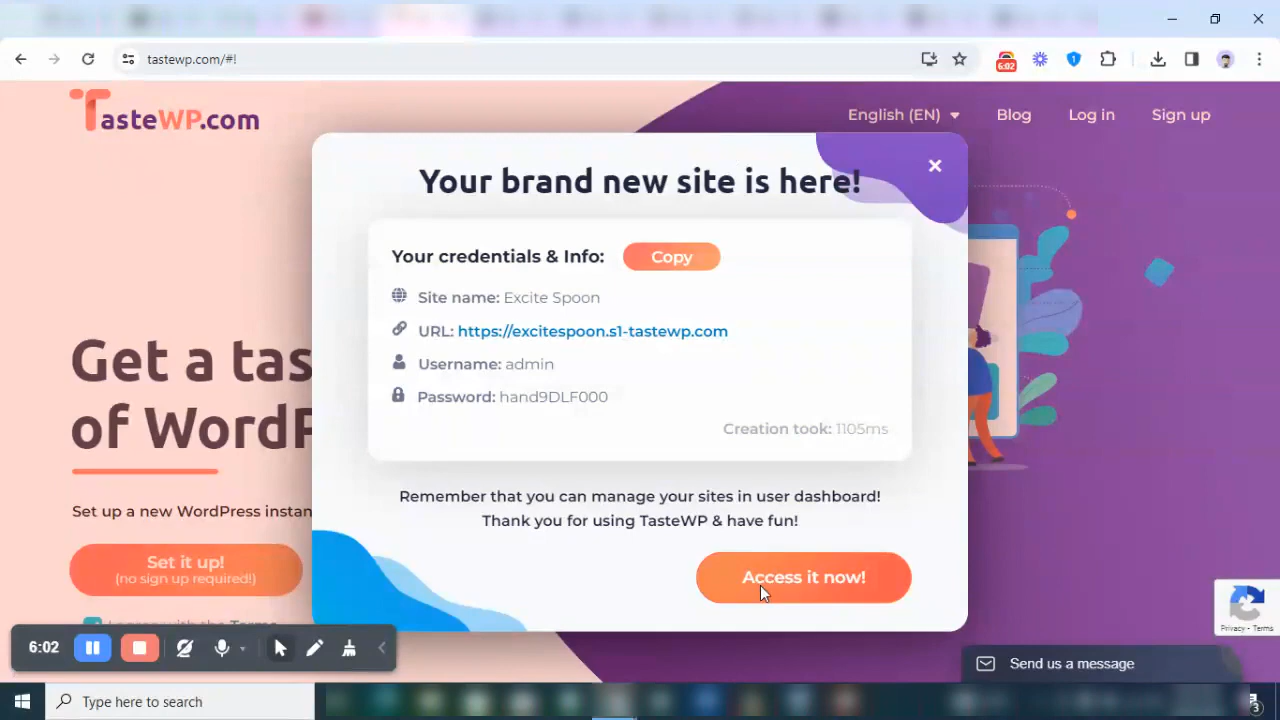 tastewp.com/#!
6:02
1
TasteWP.com
English (EN)
Blog
Log in
Sign up
Your brand new site is here!
Your credentials & Info:
Copy
Site name: Excite Spoon
URL: https://excitespoon.s1-tastewp.com
Username: admin
Password: hand9DLF000
Creation took: 1105ms
Remember that you can manage your sites in user dashboard!
Thank you for using TasteWP & have fun!
Access it now!
Get a tas
of WordP
Set up a new WordPress instan
Set it up!
(no sign up required!)
Privacy - Terms
6:02
Send us a message
Type here to search
3